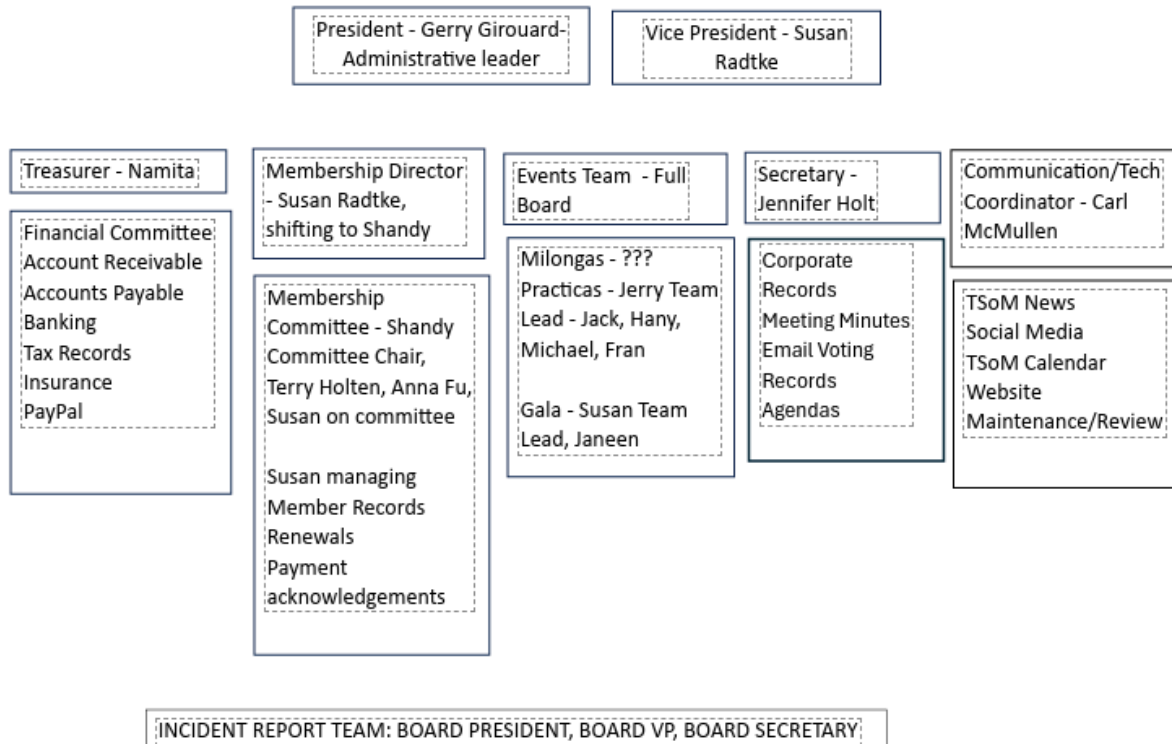 President - Gerry Girouard-
Administrative leader
Vice President - Susan
Radtke
Treasurer - Namita
Financial Committee
Account Receivable
Accounts Payable
Banking
Tax Records
Insurance
PayPal
Membership Director
- Susan Radtke,
shifting to Shandy
Membership
Committee - Shandy
Committee Chair,
Terry Holten, Anna Fu,
Susan on committee
Susan managing
Member Records
Renewals
Payment
acknowledgements
Events Team - Full
Board
Milongas - ???
Practicas - Jerry Team
Lead - Jack, Hany,
Michael, Fran
Gala - Susan Team
Lead, Janeen
Secretary -
Jennifer Holt
Corporate
Records
Meeting Minutes
Email Voting
Records
Agendas
Communication/Tech
Coordinator - Carl
McMullen
TSoM News
Social Media
TSoM Calendar
Website
Maintenance/Review
INCIDENT REPORT TEAM: BOARD PRESIDENT, BOARD VP, BOARD SECRETARY